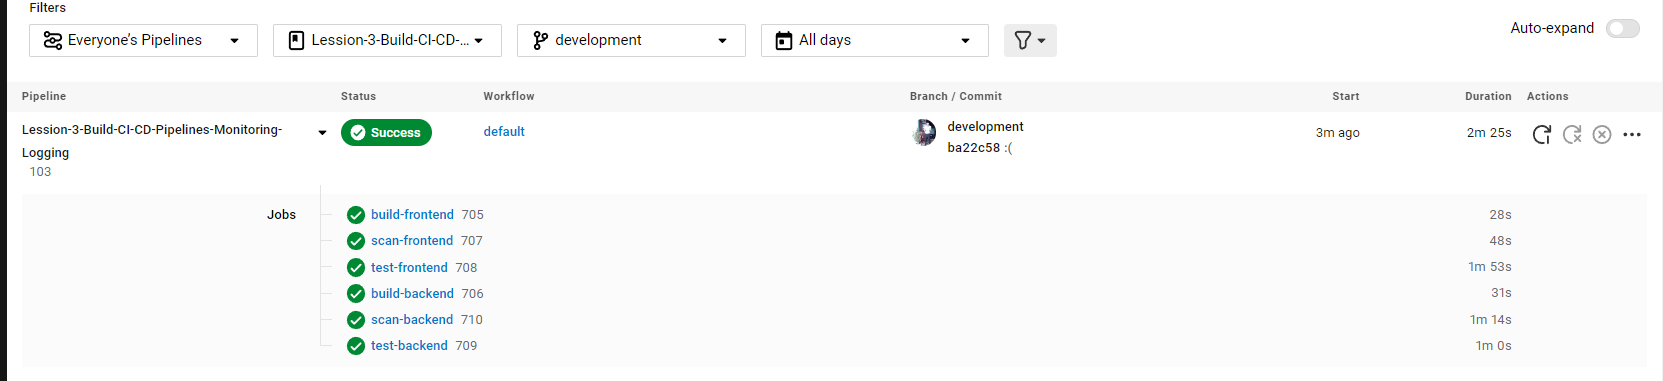 Filters
Everyone's Pipelines
Lession-3-Build-CI-CD-...
development
All days
Auto-expand
Pipeline Status Workflow Branch / Commit Start Duration Actions
Lession-3-Build-CI-CD-Pipelines-Monitoring-
Logging
103
Success
default
development
ba22c58 :(
3m ago
2m 25s
Jobs
build-frontend 705 28s
scan-frontend 707 48s
test-frontend 708 1m 53s
build-backend 706 31s
scan-backend 710 1m 14s
test-backend 709 1m 0s